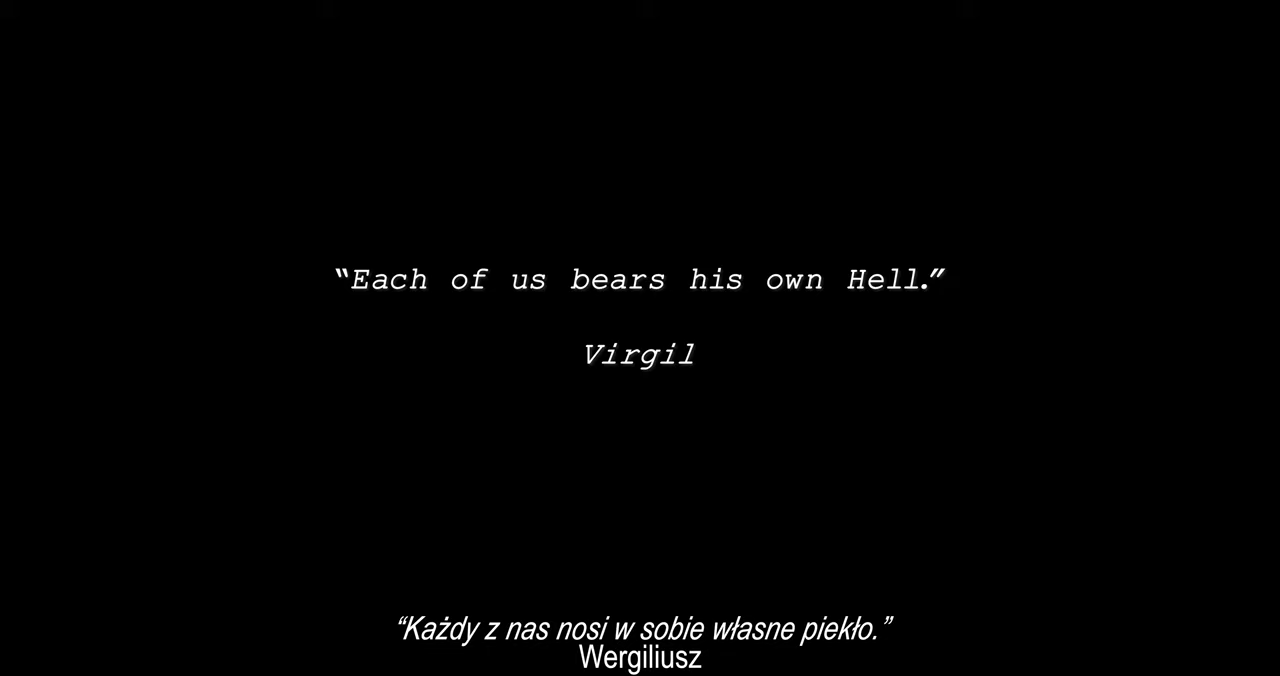 “Each of us bears his own Hell.”
Virgil
“Każdy z nas nosi w sobie własne piekło.”
Wergiliusz